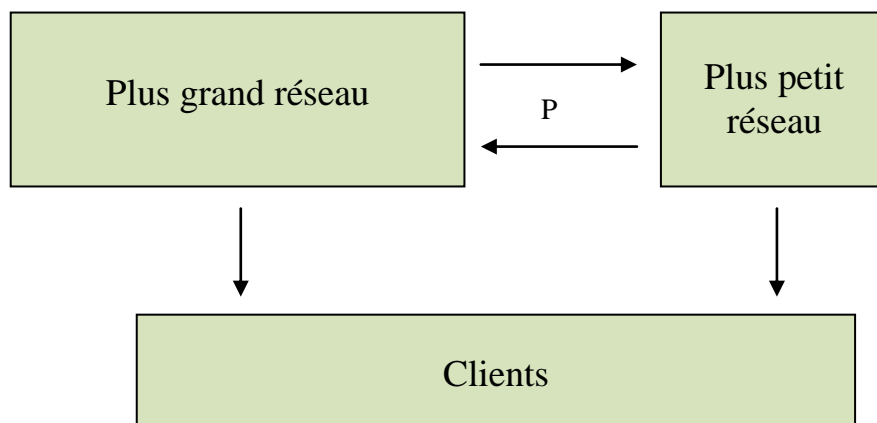 Plus grand réseau
P
Plus petit
réseau
Clients